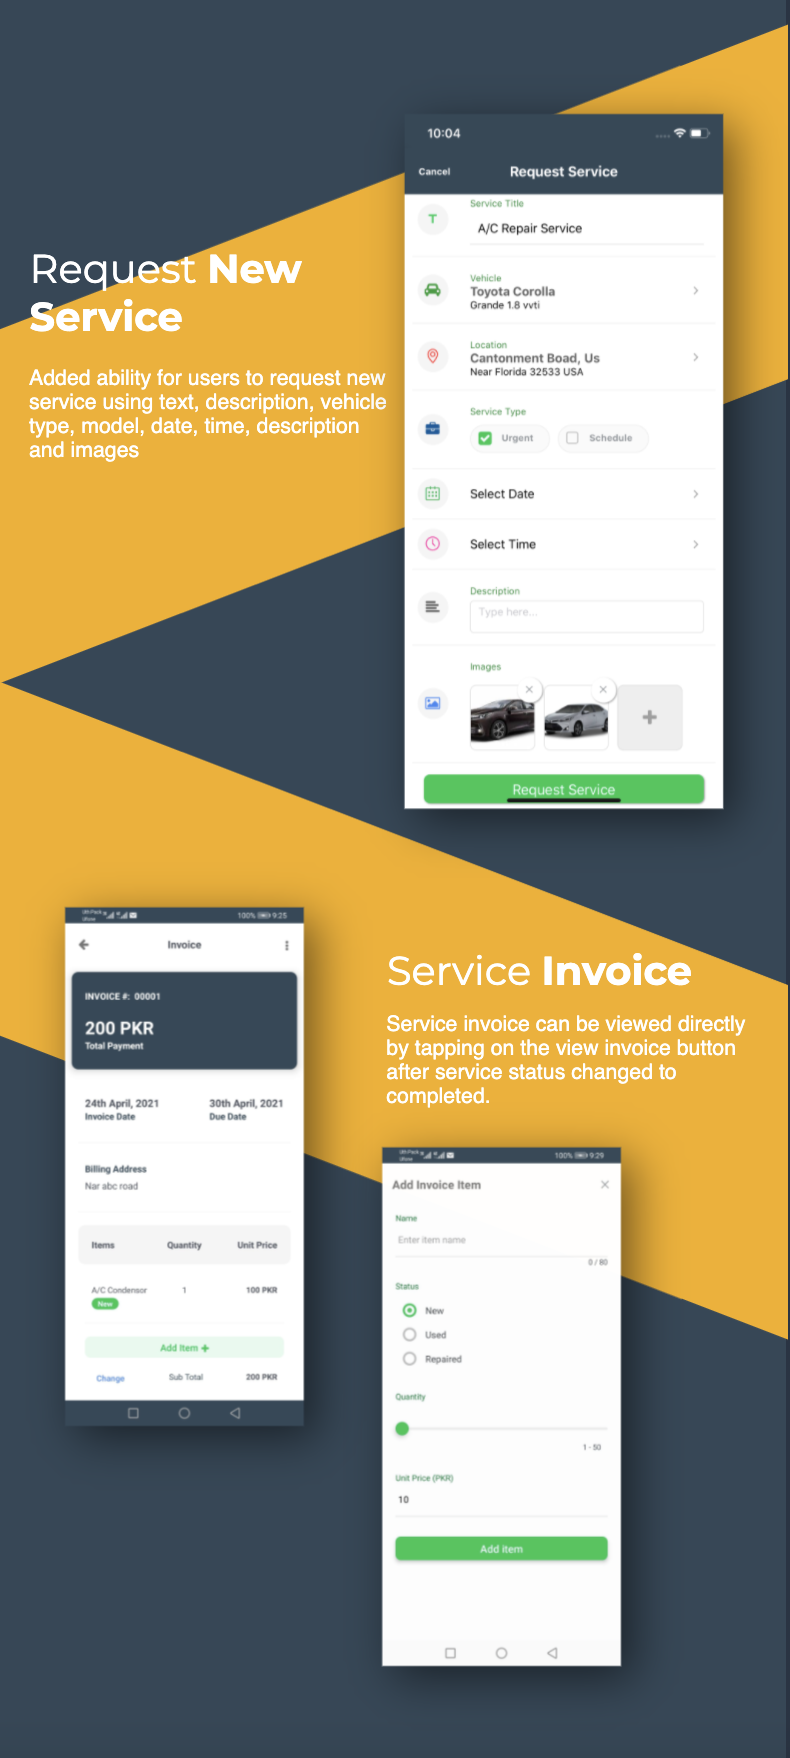 Request New
Service
Added ability for users to request new
service using text, description, vehicle
type, model, date, time, description
and images
10:04
Cancel
Request Service
Service Title
T
A/C Repair Service
Vehicle
Toyota Corolla
Grande 1.8 vvti
Location
Cantonment Boad, Us
Near Florida 32533 USA
Service Type
Urgent
Schedule
Select Date
Select Time
Description
Type here...
Images
Request Service
Service Invoice
Service invoice can be viewed directly
by tapping on the view invoice button
after service status changed to
completed.
100% 9:25
Invoice
INVOICE #: 00001
200 PKR
Total Payment
24th April, 2021
Invoice Date
30th April, 2021
Due Date
Billing Address
Nar abc road
Items Quantity Unit Price
A/C Condensor 1 100 PKR
New
Add Item +
Change Sub Total 200 PKR
100% 9:29
Add Invoice Item
Name
Enter item name
0 / 80
Status
New
Used
Repaired
Quantity
1 - 50
Unit Price (PKR)
10
Add item